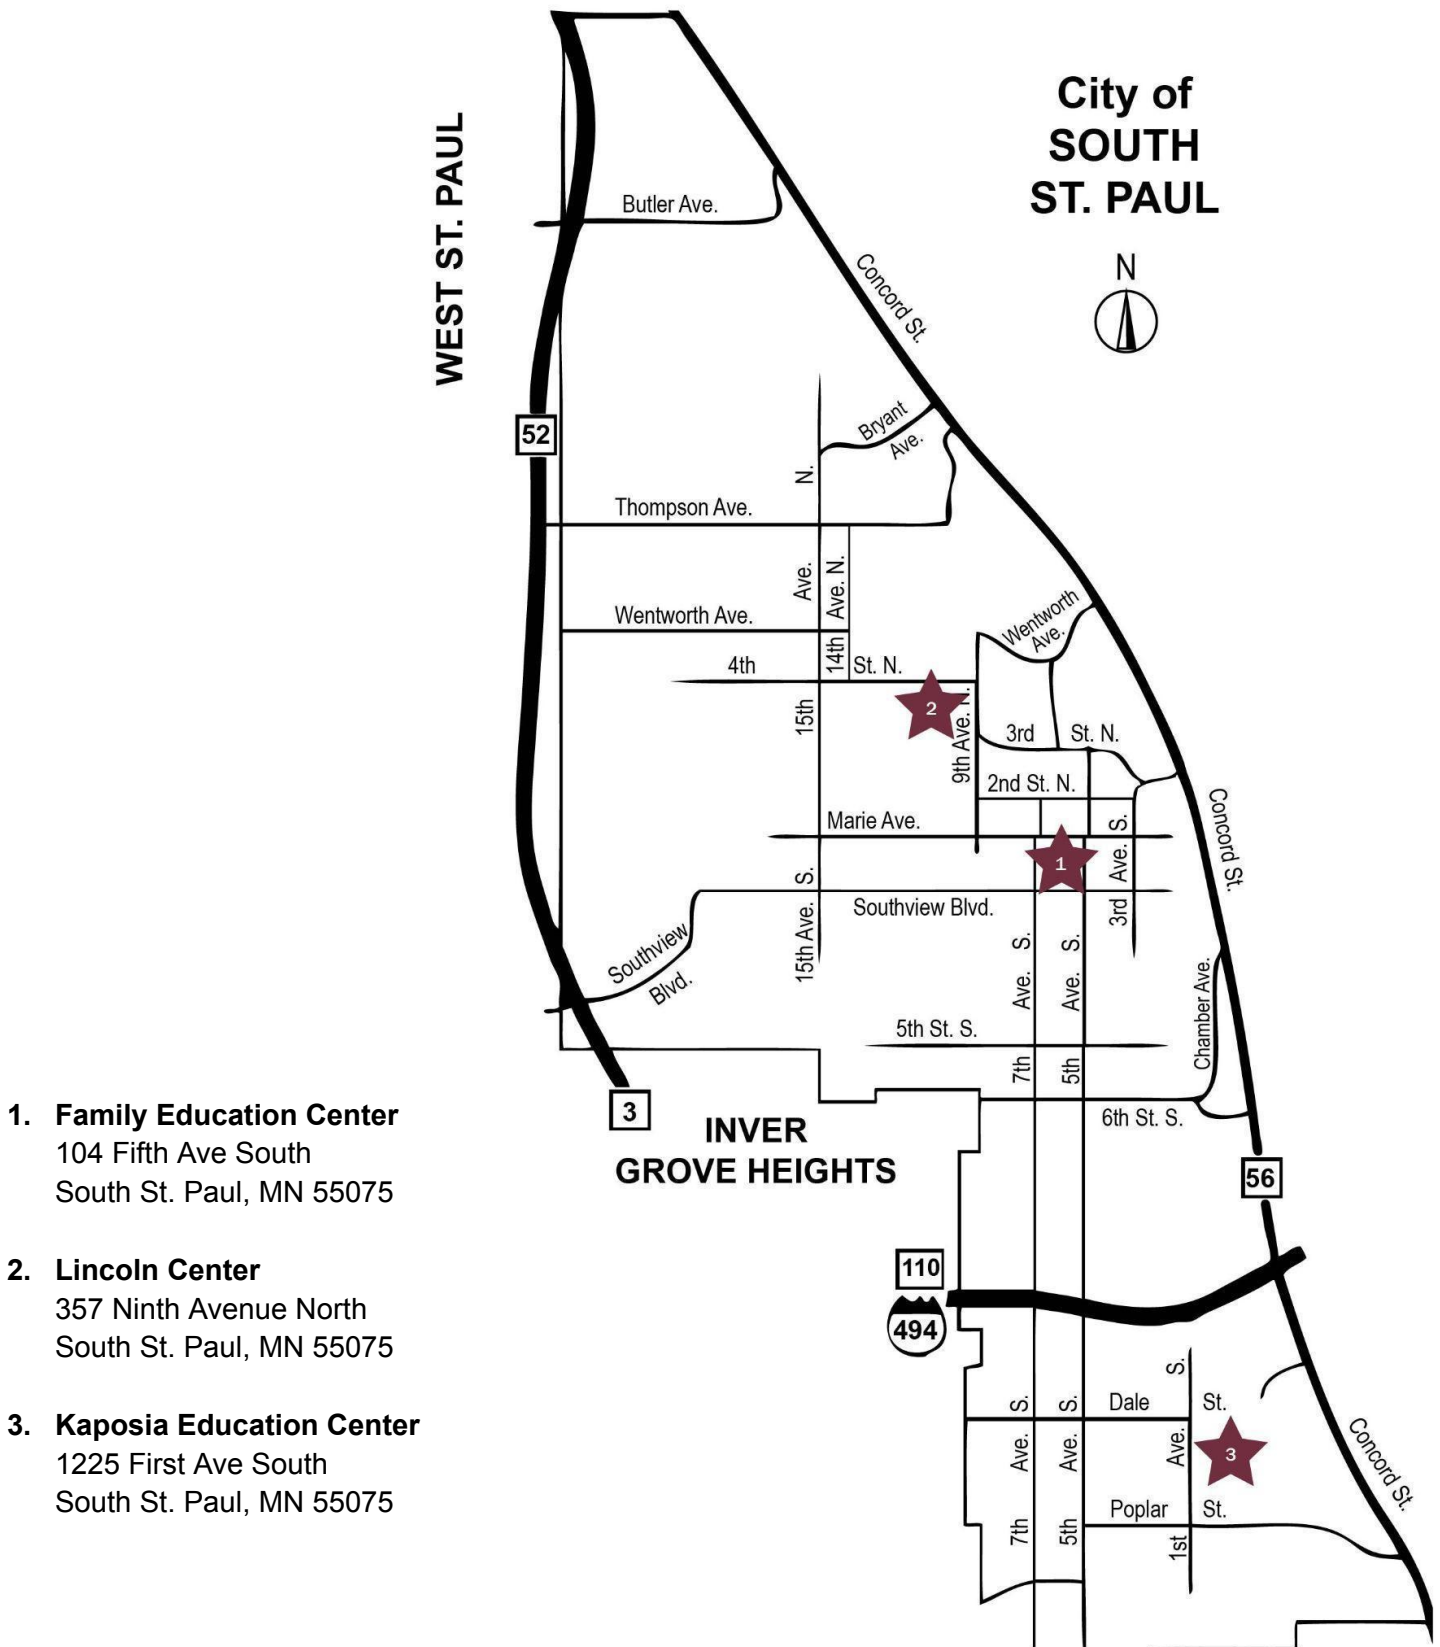 City of
SOUTH
ST. PAUL
N
WEST ST. PAUL
Butler Ave.
Concord St.
52
Bryant
Ave.
N.
Thompson Ave.
Ave.
Ave. N.
Wentworth Ave.
Wentworth
Ave.
4th
14th
St. N.
2
15th
9th Ave. N.
3rd
St. N.
2nd St. N.
Marie Ave.
S.
Concord St.
1
S.
Ave.
Southview Blvd.
3rd
15th Ave.
Southview
Blvd.
S.
S.
Ave.
Ave.
Chamber Ave.
5th St. S.
7th
5th
3
6th St. S.
INVER
GROVE HEIGHTS
56
110
494
S.
S.
S.
Dale
St.
Ave.
Ave.
Ave.
3
Concord St.
Poplar
St.
7th
5th
1st
1. Family Education Center
104 Fifth Ave South
South St. Paul, MN 55075
2. Lincoln Center
357 Ninth Avenue North
South St. Paul, MN 55075
3. Kaposia Education Center
1225 First Ave South
South St. Paul, MN 55075